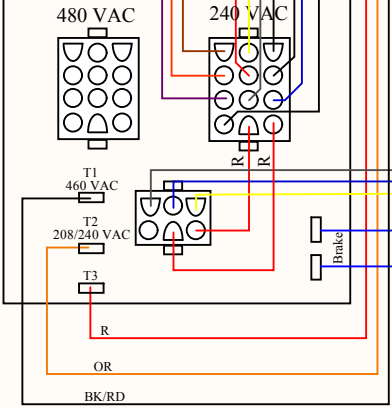 480 VAC
240 VAC
R
R
T1
460 VAC
T2
208/240 VAC
T3
Brake
R
OR
BK/RD